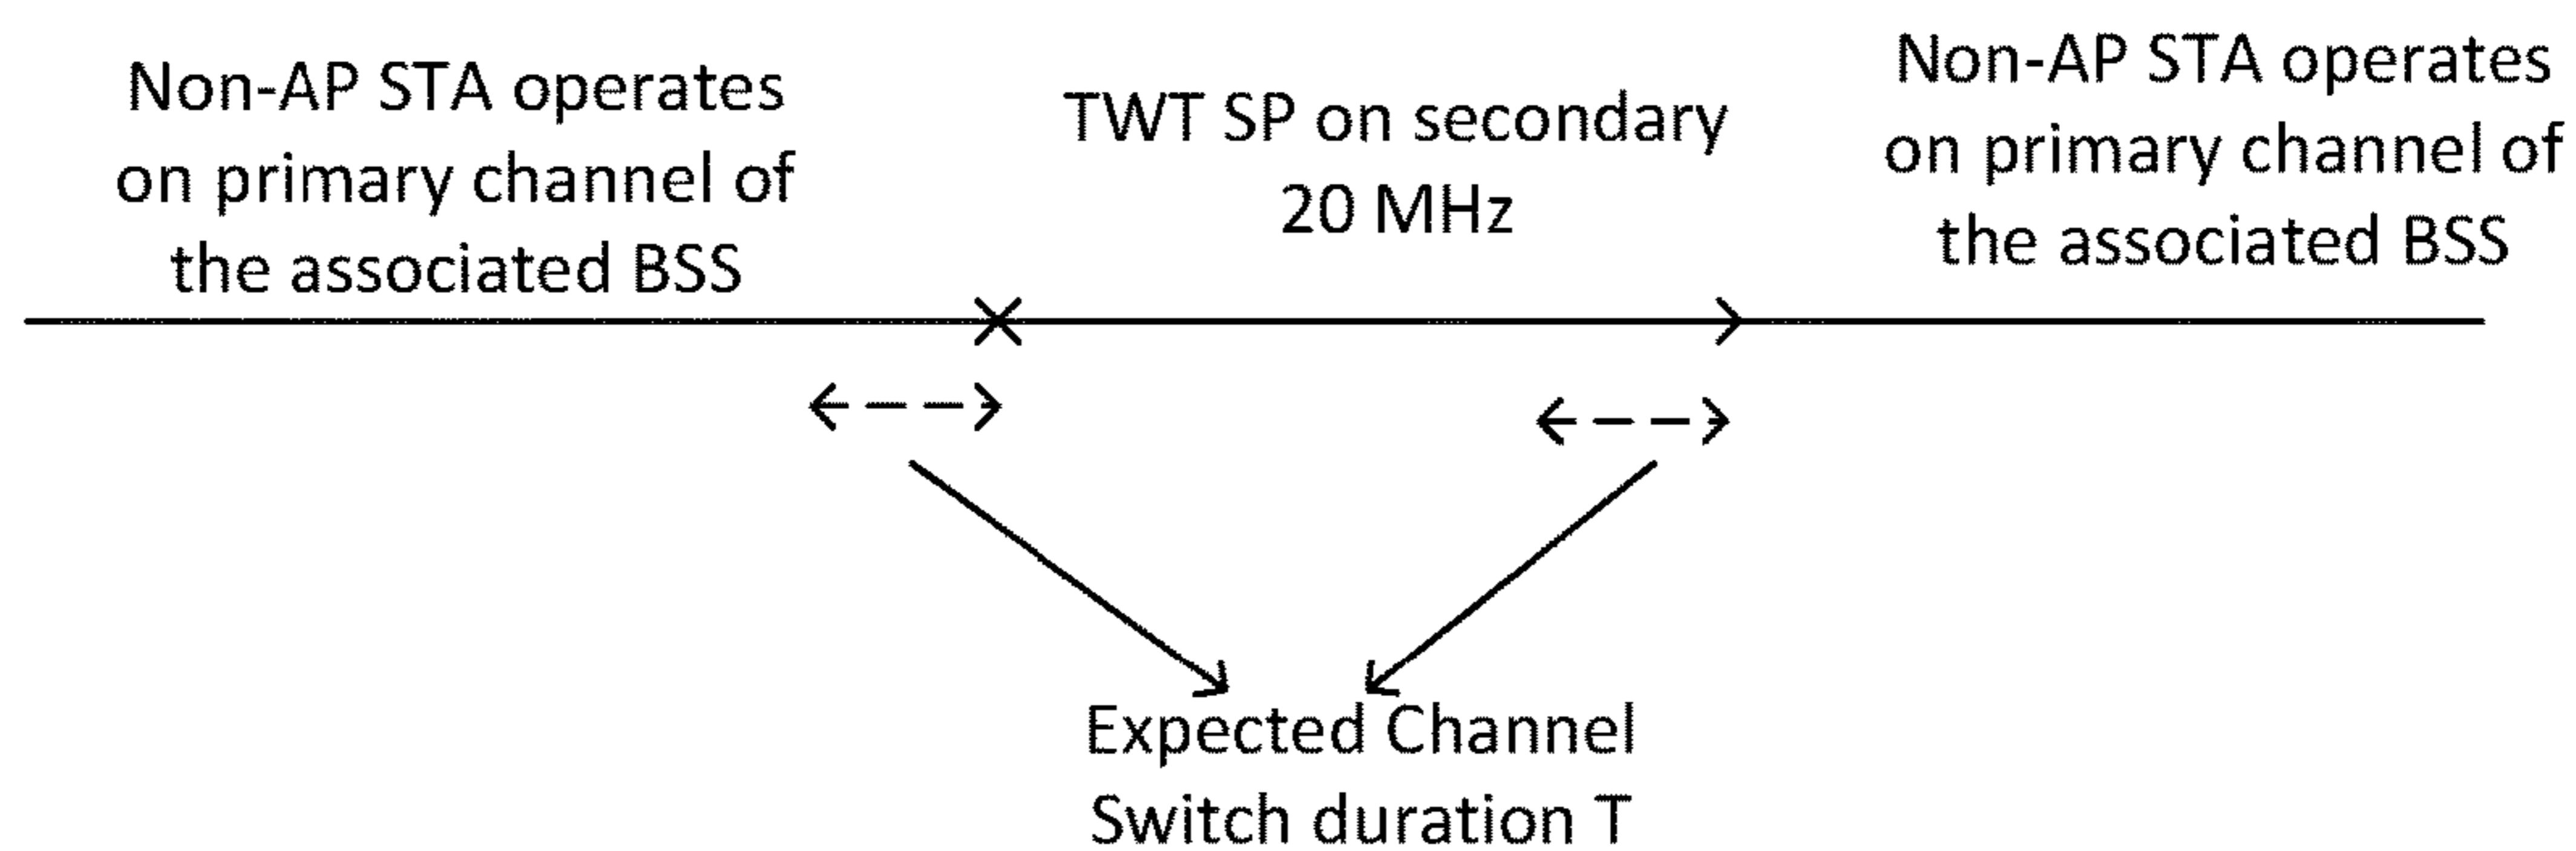 Non-AP STA operates
on primary channel of
the associated BSS
TWT SP on secondary
20 MHz
Non-AP STA operates
on primary channel of
the associated BSS
Expected Channel
Switch duration T